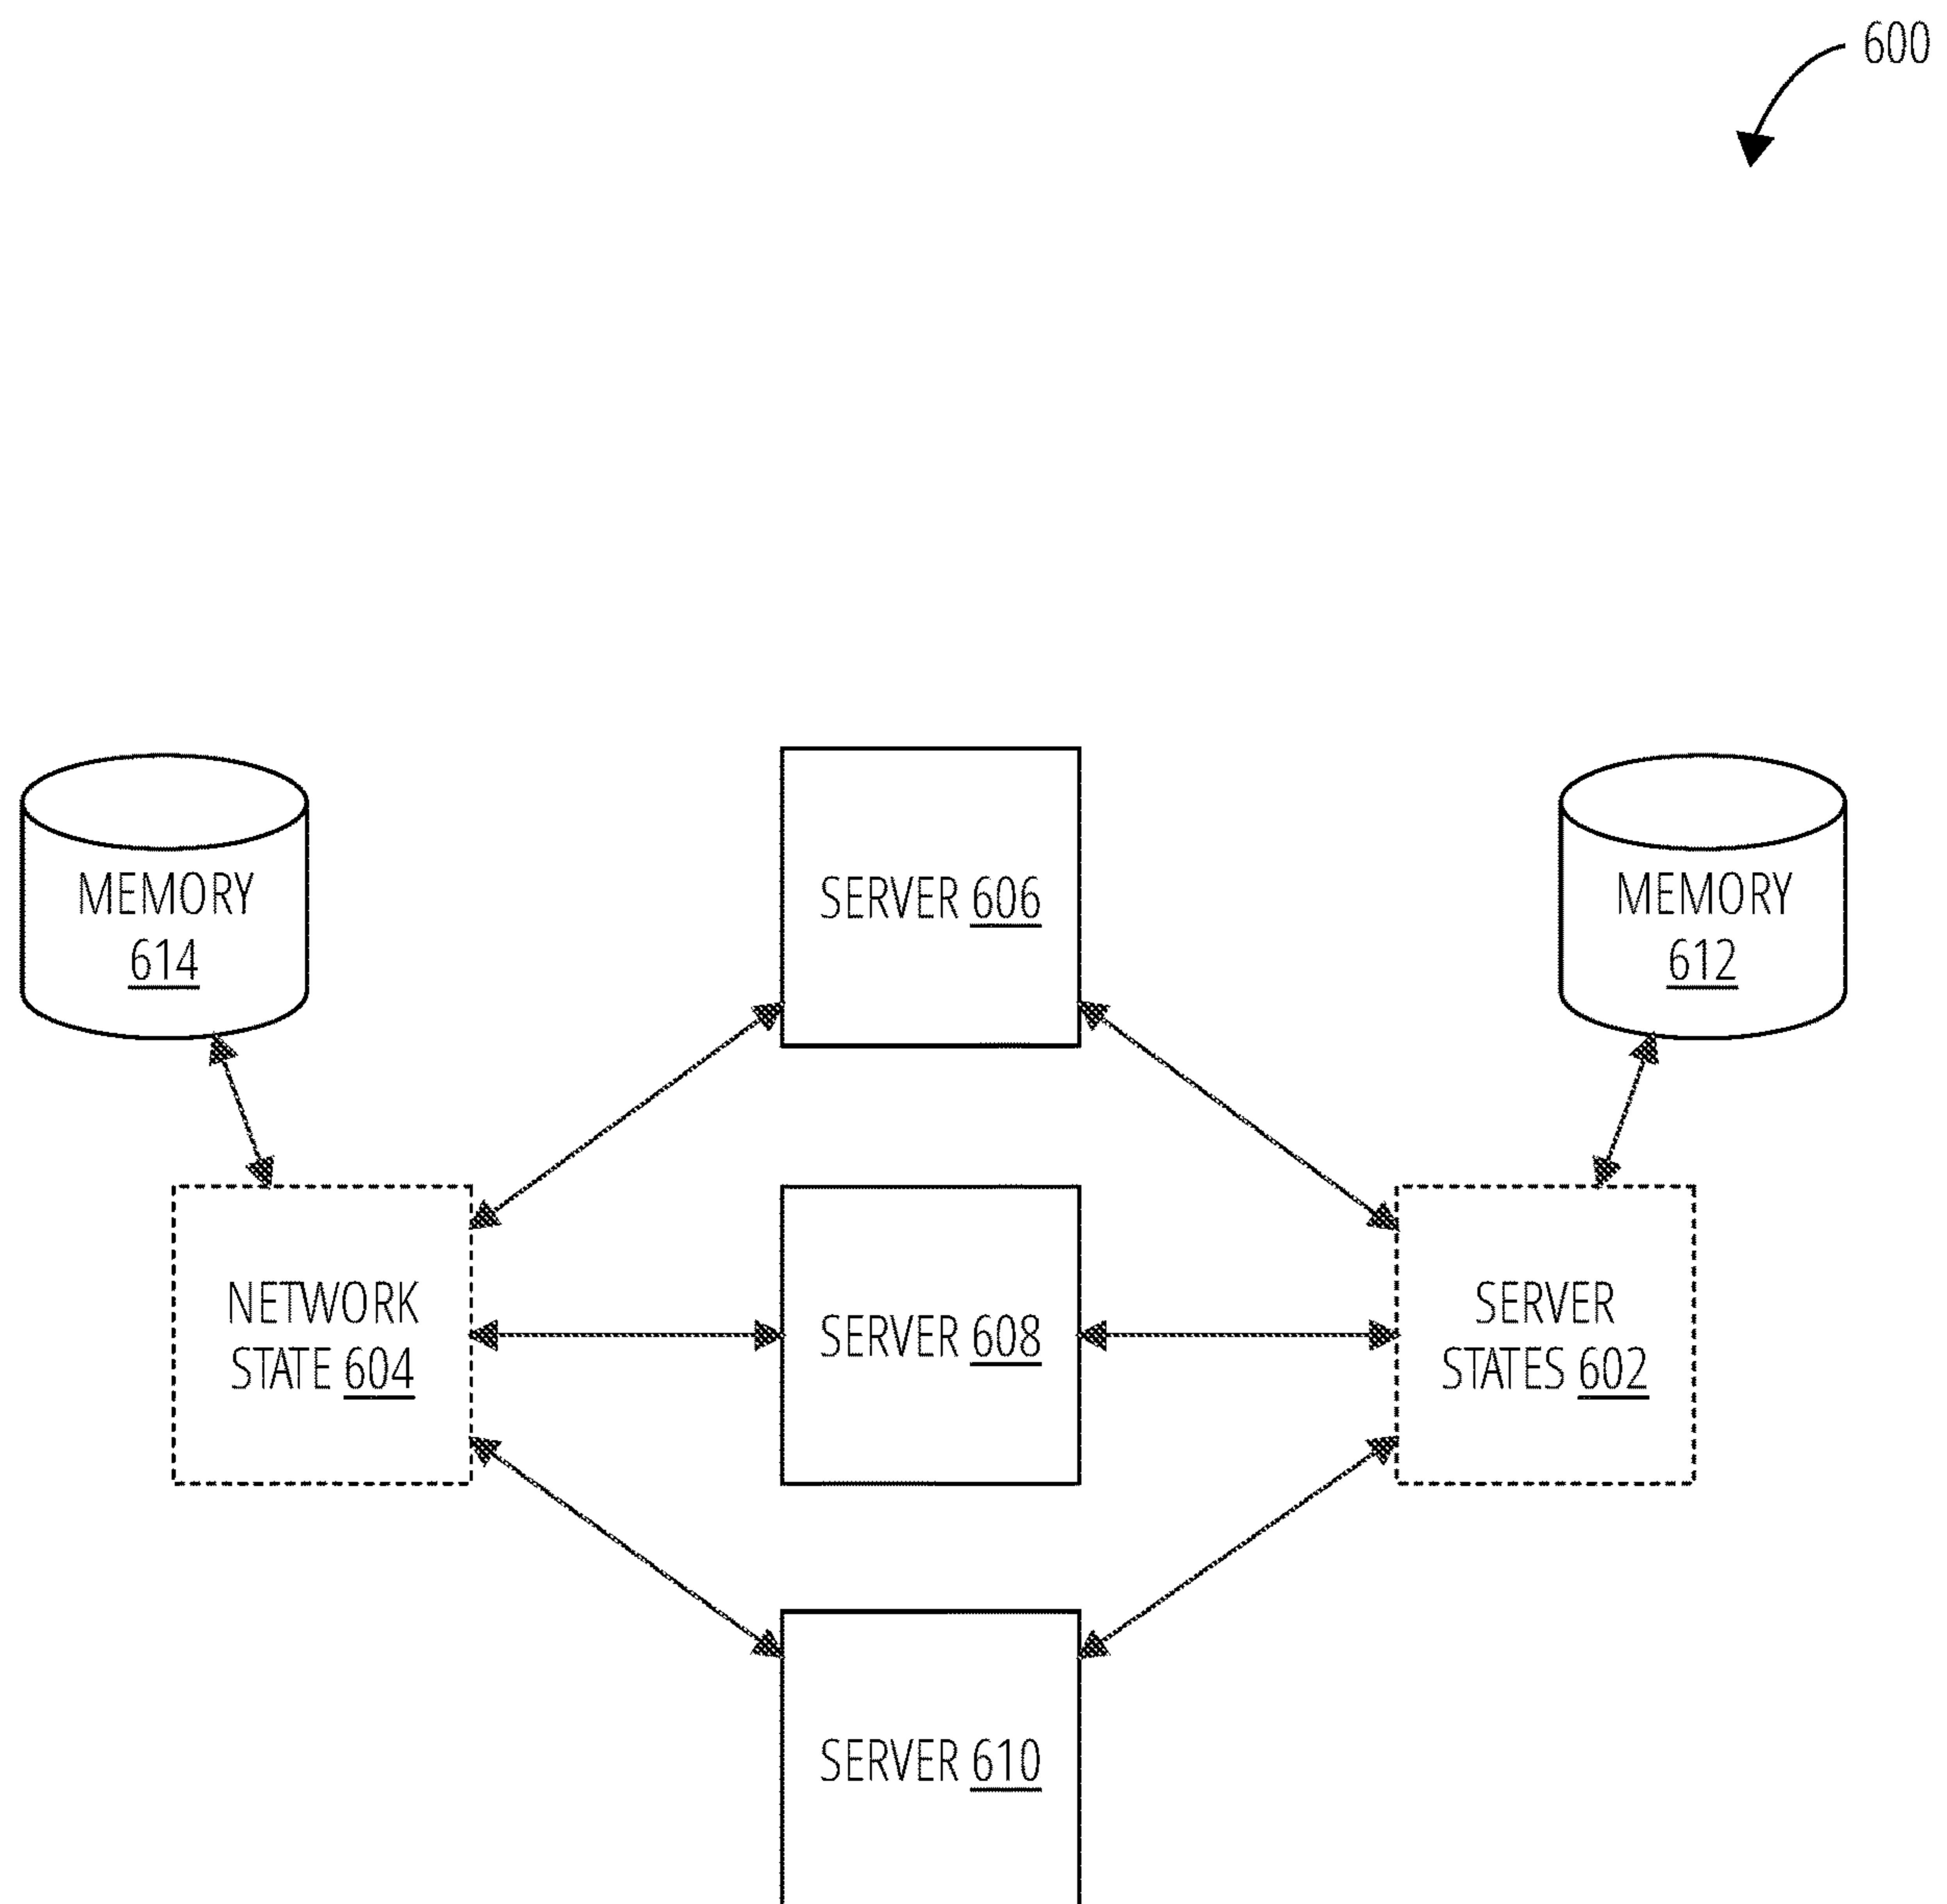 600
MEMORY
614
SERVER 606
MEMORY
612
NETWORK
STATE 604
SERVER 608
SERVER
STATES 602
SERVER 610